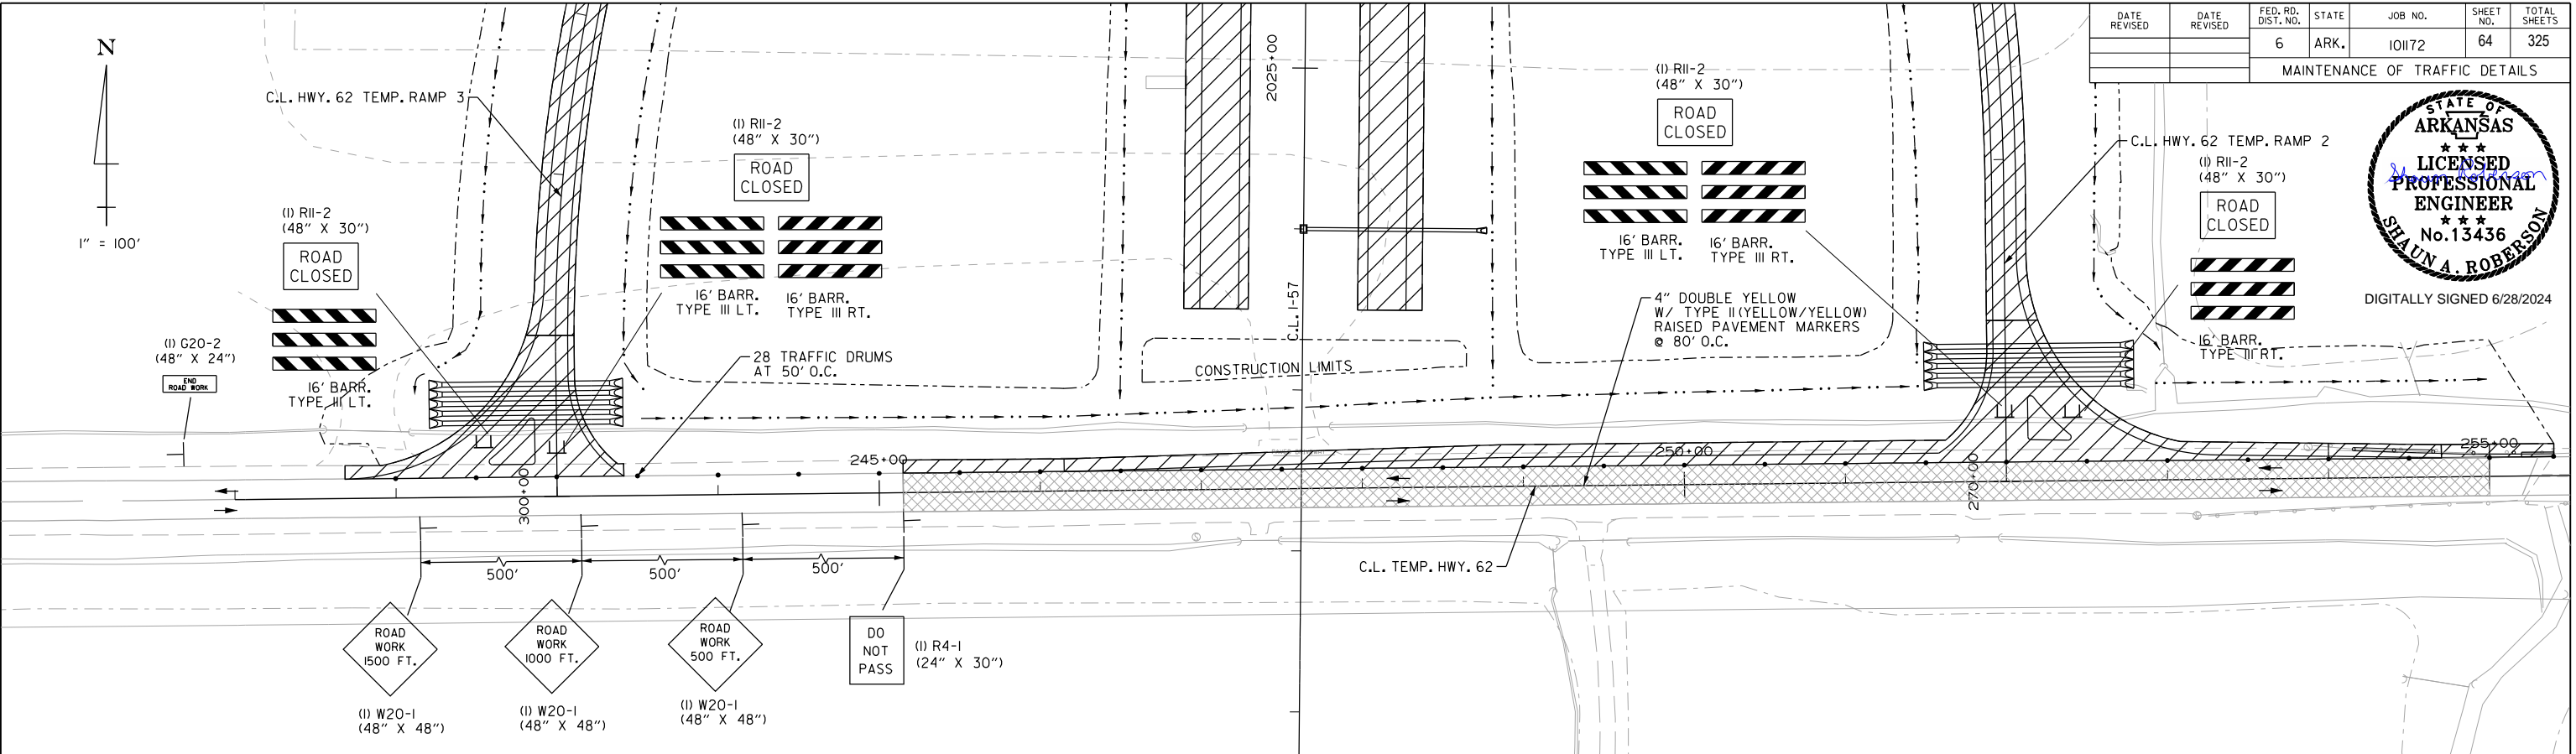 DATE
REVISED
DATE
REVISED
FED. RD.
DIST. NO.
STATE
JOB NO.
SHEET
NO.
TOTAL
SHEETS
6
ARK.
101172
64
325
MAINTENANCE OF TRAFFIC DETAILS
STATE OF
ARKANSAS
★ ★ ★
LICENSED
PROFESSIONAL
ENGINEER
★ ★ ★
No.13436
SHAUN A. ROBERSON
Shaun Roberson
DIGITALLY SIGNED 6/28/2024
N
1" = 100'
C.L. HWY. 62 TEMP. RAMP 3
(1) R11-2
(48" X 30")
ROAD
CLOSED
16' BARR.
TYPE III LT.
(1) G20-2
(48" X 24")
END
ROAD WORK
(1) R11-2
(48" X 30")
ROAD
CLOSED
16' BARR.
TYPE III LT.
16' BARR.
TYPE III RT.
28 TRAFFIC DRUMS
AT 50' O.C.
2025+00
C.L. I-57
CONSTRUCTION LIMITS
(1) R11-2
(48" X 30")
ROAD
CLOSED
16' BARR.
TYPE III LT.
16' BARR.
TYPE III RT.
4" DOUBLE YELLOW
W/ TYPE II (YELLOW/YELLOW)
RAISED PAVEMENT MARKERS
@ 80' O.C.
C.L. HWY. 62 TEMP. RAMP 2
(1) R11-2
(48" X 30")
ROAD
CLOSED
16' BARR.
TYPE III RT.
245+00
250+00
255+00
300+00
270+00
500'
500'
500'
C.L. TEMP. HWY. 62
ROAD
WORK
1500 FT.
(1) W20-1
(48" X 48")
ROAD
WORK
1000 FT.
(1) W20-1
(48" X 48")
ROAD
WORK
500 FT.
(1) W20-1
(48" X 48")
DO
NOT
PASS
(1) R4-1
(24" X 30")